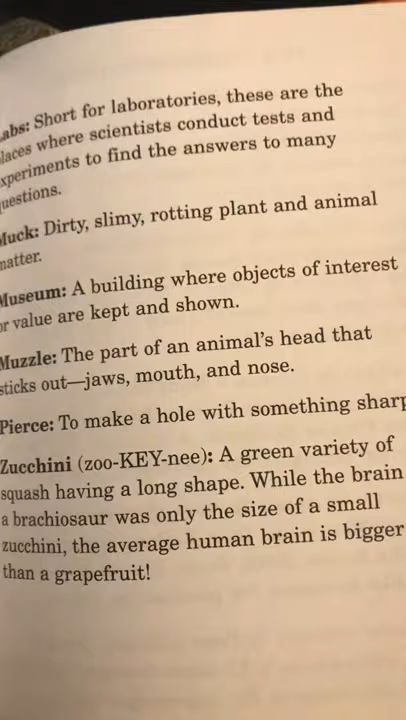 abs: Short for laboratories, these are the
laces where scientists conduct tests and
xperiments to find the answers to many
uestions.
Muck: Dirty, slimy, rotting plant and animal
matter.
Museum: A building where objects of interest
or value are kept and shown.
Muzzle: The part of an animal's head that
sticks out—jaws, mouth, and nose.
Pierce: To make a hole with something sharp
Zucchini (zoo-KEY-nee): A green variety of
squash having a long shape. While the brain
a brachiosaur was only the size of a small
zucchini, the average human brain is bigger
than a grapefruit!